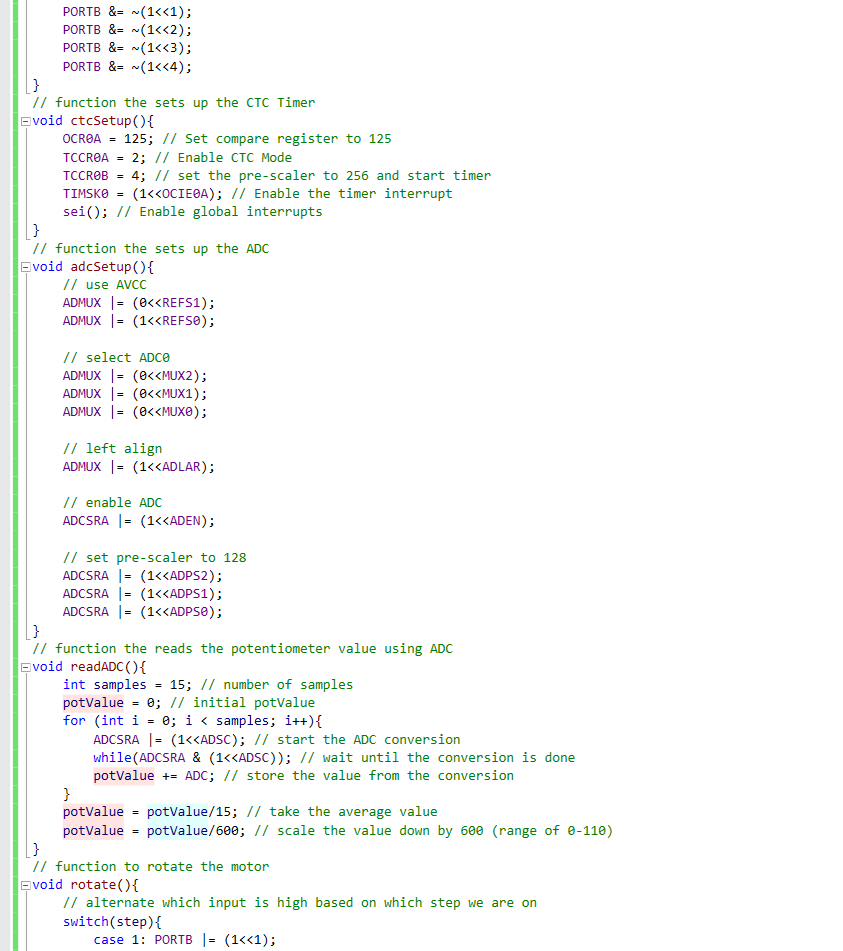 PORTB &= ~(1<<1);
PORTB &= ~(1<<2);
PORTB &= ~(1<<3);
PORTB &= ~(1<<4);
}
// function the sets up the CTC Timer
void ctcSetup(){
OCR0A = 125; // Set compare register to 125
TCCR0A = 2; // Enable CTC Mode
TCCR0B = 4; // set the pre-scaler to 256 and start timer
TIMSK0 = (1<<OCIE0A); // Enable the timer interrupt
sei(); // Enable global interrupts
}
// function the sets up the ADC
void adcSetup(){
// use AVCC
ADMUX |= (0<<REFS1);
ADMUX |= (1<<REFS0);
// select ADC0
ADMUX |= (0<<MUX2);
ADMUX |= (0<<MUX1);
ADMUX |= (0<<MUX0);
// left align
ADMUX |= (1<<ADLAR);
// enable ADC
ADCSRA |= (1<<ADEN);
// set pre-scaler to 128
ADCSRA |= (1<<ADPS2);
ADCSRA |= (1<<ADPS1);
ADCSRA |= (1<<ADPS0);
}
// function the reads the potentiometer value using ADC
void readADC(){
int samples = 15; // number of samples
potValue = 0; // initial potValue
for (int i = 0; i < samples; i++){
ADCSRA |= (1<<ADSC); // start the ADC conversion
while(ADCSRA & (1<<ADSC)); // wait until the conversion is done
potValue += ADC; // store the value from the conversion
}
potValue = potValue/15; // take the average value
potValue = potValue/600; // scale the value down by 600 (range of 0-110)
}
// function to rotate the motor
void rotate(){
// alternate which input is high based on which step we are on
switch(step){
case 1: PORTB |= (1<<1);